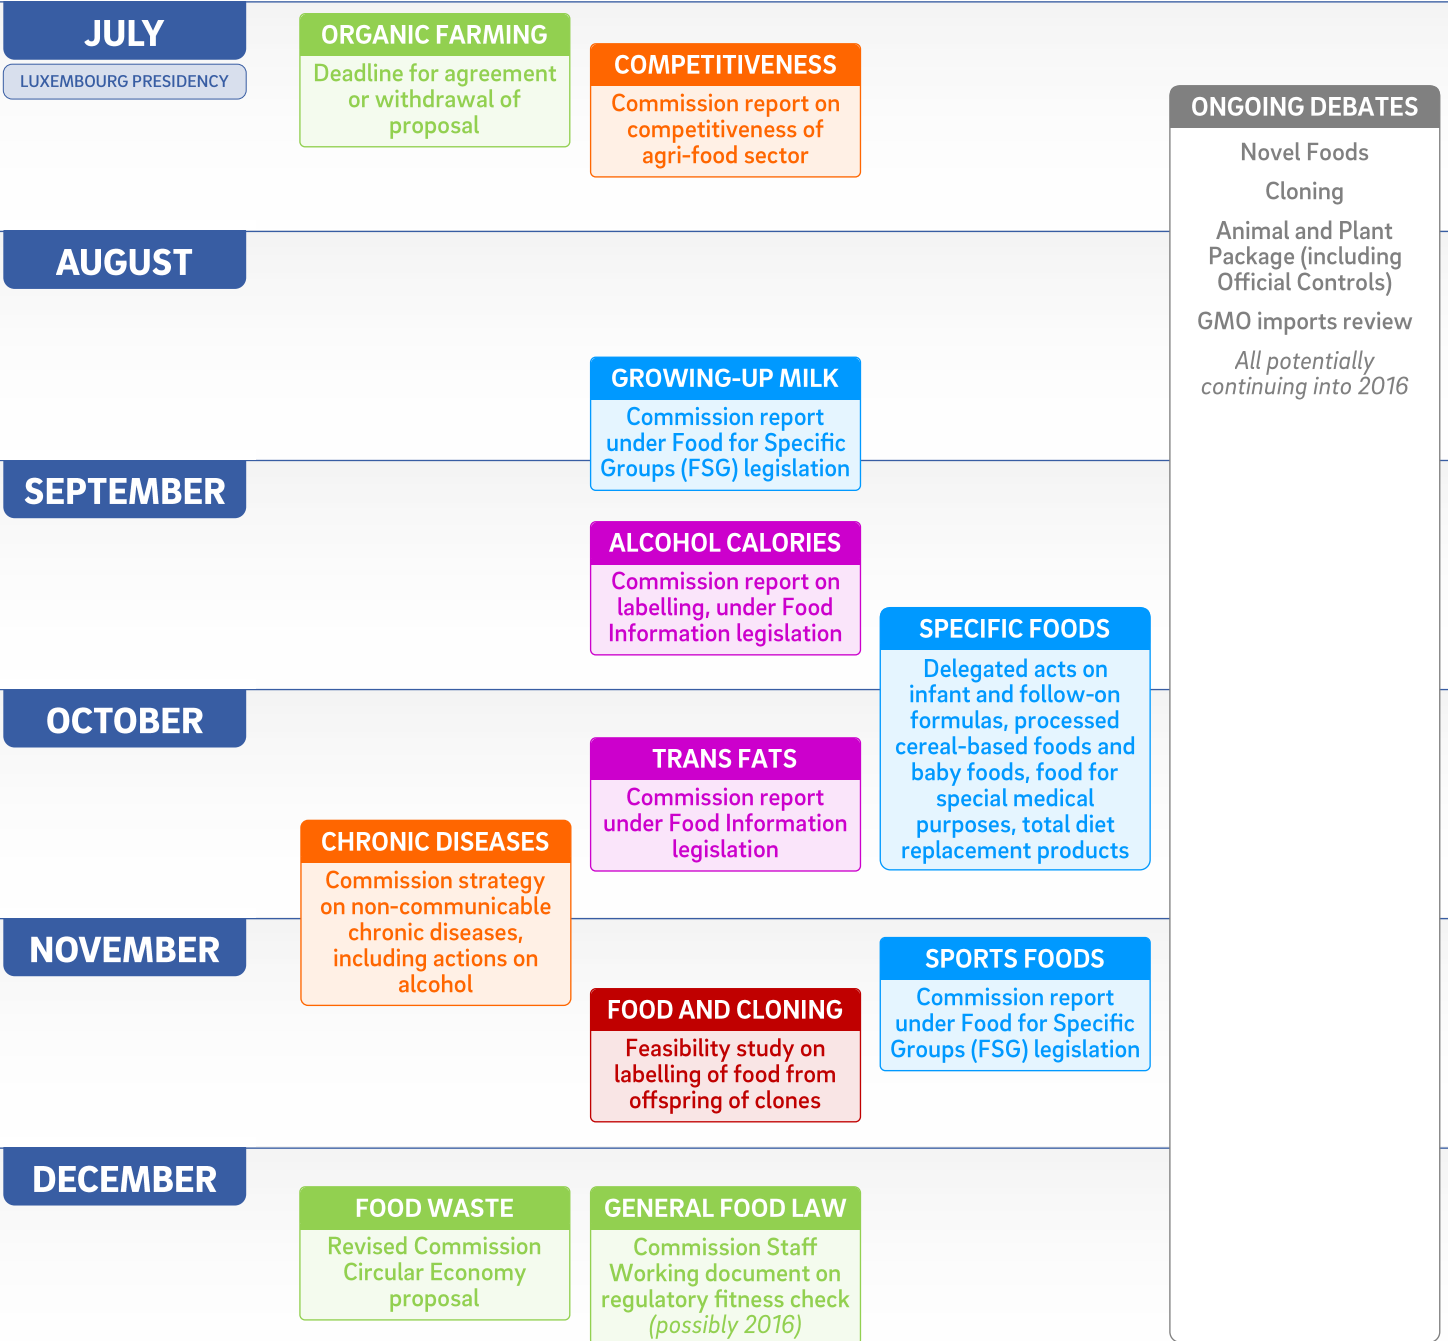 JULY
LUXEMBOURG PRESIDENCY
ORGANIC FARMING
Deadline for agreement
or withdrawal of
proposal
COMPETITIVENESS
Commission report on
competitiveness of
agri-food sector
ONGOING DEBATES
Novel Foods
Cloning
Animal and Plant
Package (including
Official Controls)
GMO imports review
All potentially
continuing into 2016
AUGUST
GROWING-UP MILK
Commission report
under Food for Specific
Groups (FSG) legislation
SEPTEMBER
ALCOHOL CALORIES
Commission report on
labelling, under Food
Information legislation
SPECIFIC FOODS
Delegated acts on
infant and follow-on
formulas, processed
cereal-based foods and
baby foods, food for
special medical
purposes, total diet
replacement products
OCTOBER
TRANS FATS
Commission report
under Food Information
legislation
CHRONIC DISEASES
Commission strategy
on non-communicable
chronic diseases,
including actions on
alcohol
NOVEMBER
SPORTS FOODS
Commission report
under Food for Specific
Groups (FSG) legislation
FOOD AND CLONING
Feasibility study on
labelling of food from
offspring of clones
DECEMBER
FOOD WASTE
Revised Commission
Circular Economy
proposal
GENERAL FOOD LAW
Commission Staff
Working document on
regulatory fitness check
(possibly 2016)